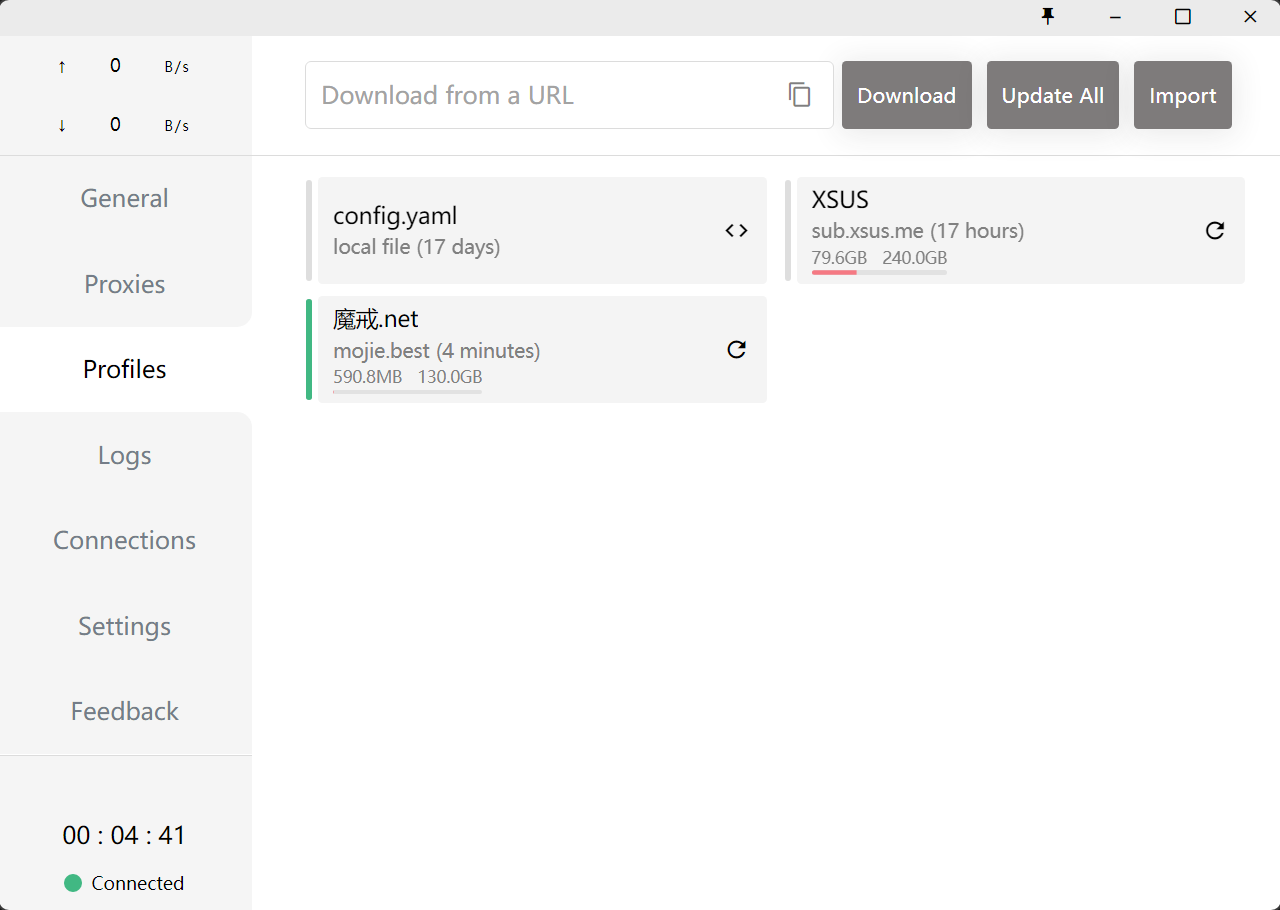 ↑ 0 B/s
↓ 0 B/s
General
Proxies
Profiles
Logs
Connections
Settings
Feedback
00 : 04 : 41
Connected
Download from a URL
Download
Update All
Import
config.yaml
local file (17 days)
XSUS
sub.xsus.me (17 hours)
79.6GB 240.0GB
魔戒.net
mojie.best (4 minutes)
590.8MB 130.0GB